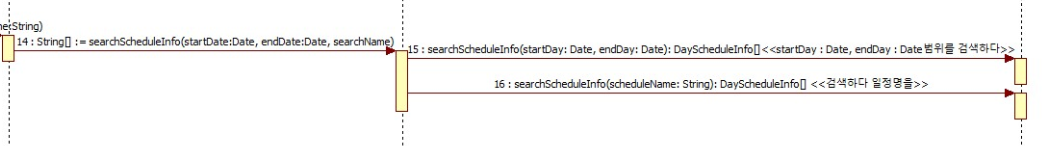 String)
14 : String[] := searchScheduleInfo(startDate:Date, endDate:Date, searchName)
15 : searchScheduleInfo(startDay: Date, endDay: Date): DayScheduleInfo[]<<startDay : Date, endDay : Date범위를 검색하다>>
16 : searchScheduleInfo(scheduleName: String): DayScheduleInfo[] <<검색하다 일정명을>>